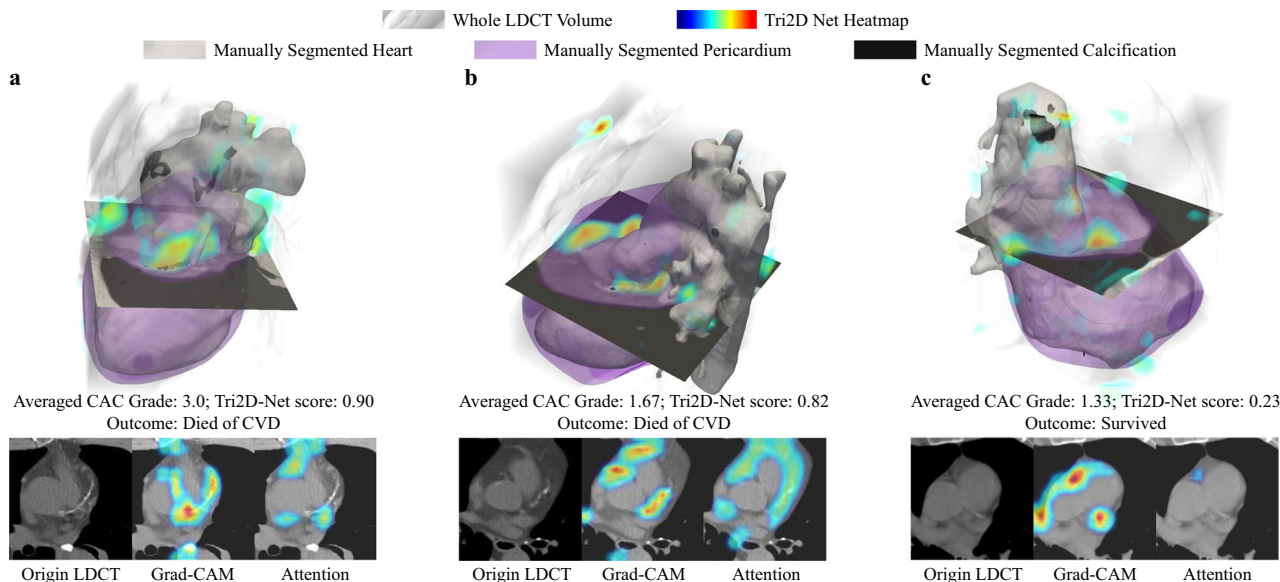 Whole LDCT Volume Tri2D Net Heatmap
Manually Segmented Heart Manually Segmented Pericardium Manually Segmented Calcification
a b c
Averaged CAC Grade: 3.0; Tri2D-Net score: 0.90
Outcome: Died of CVD
Averaged CAC Grade: 1.67; Tri2D-Net score: 0.82
Outcome: Died of CVD
Averaged CAC Grade: 1.33; Tri2D-Net score: 0.23
Outcome: Survived
Origin LDCT Grad-CAM Attention
Origin LDCT Grad-CAM Attention
Origin LDCT Grad-CAM Attention